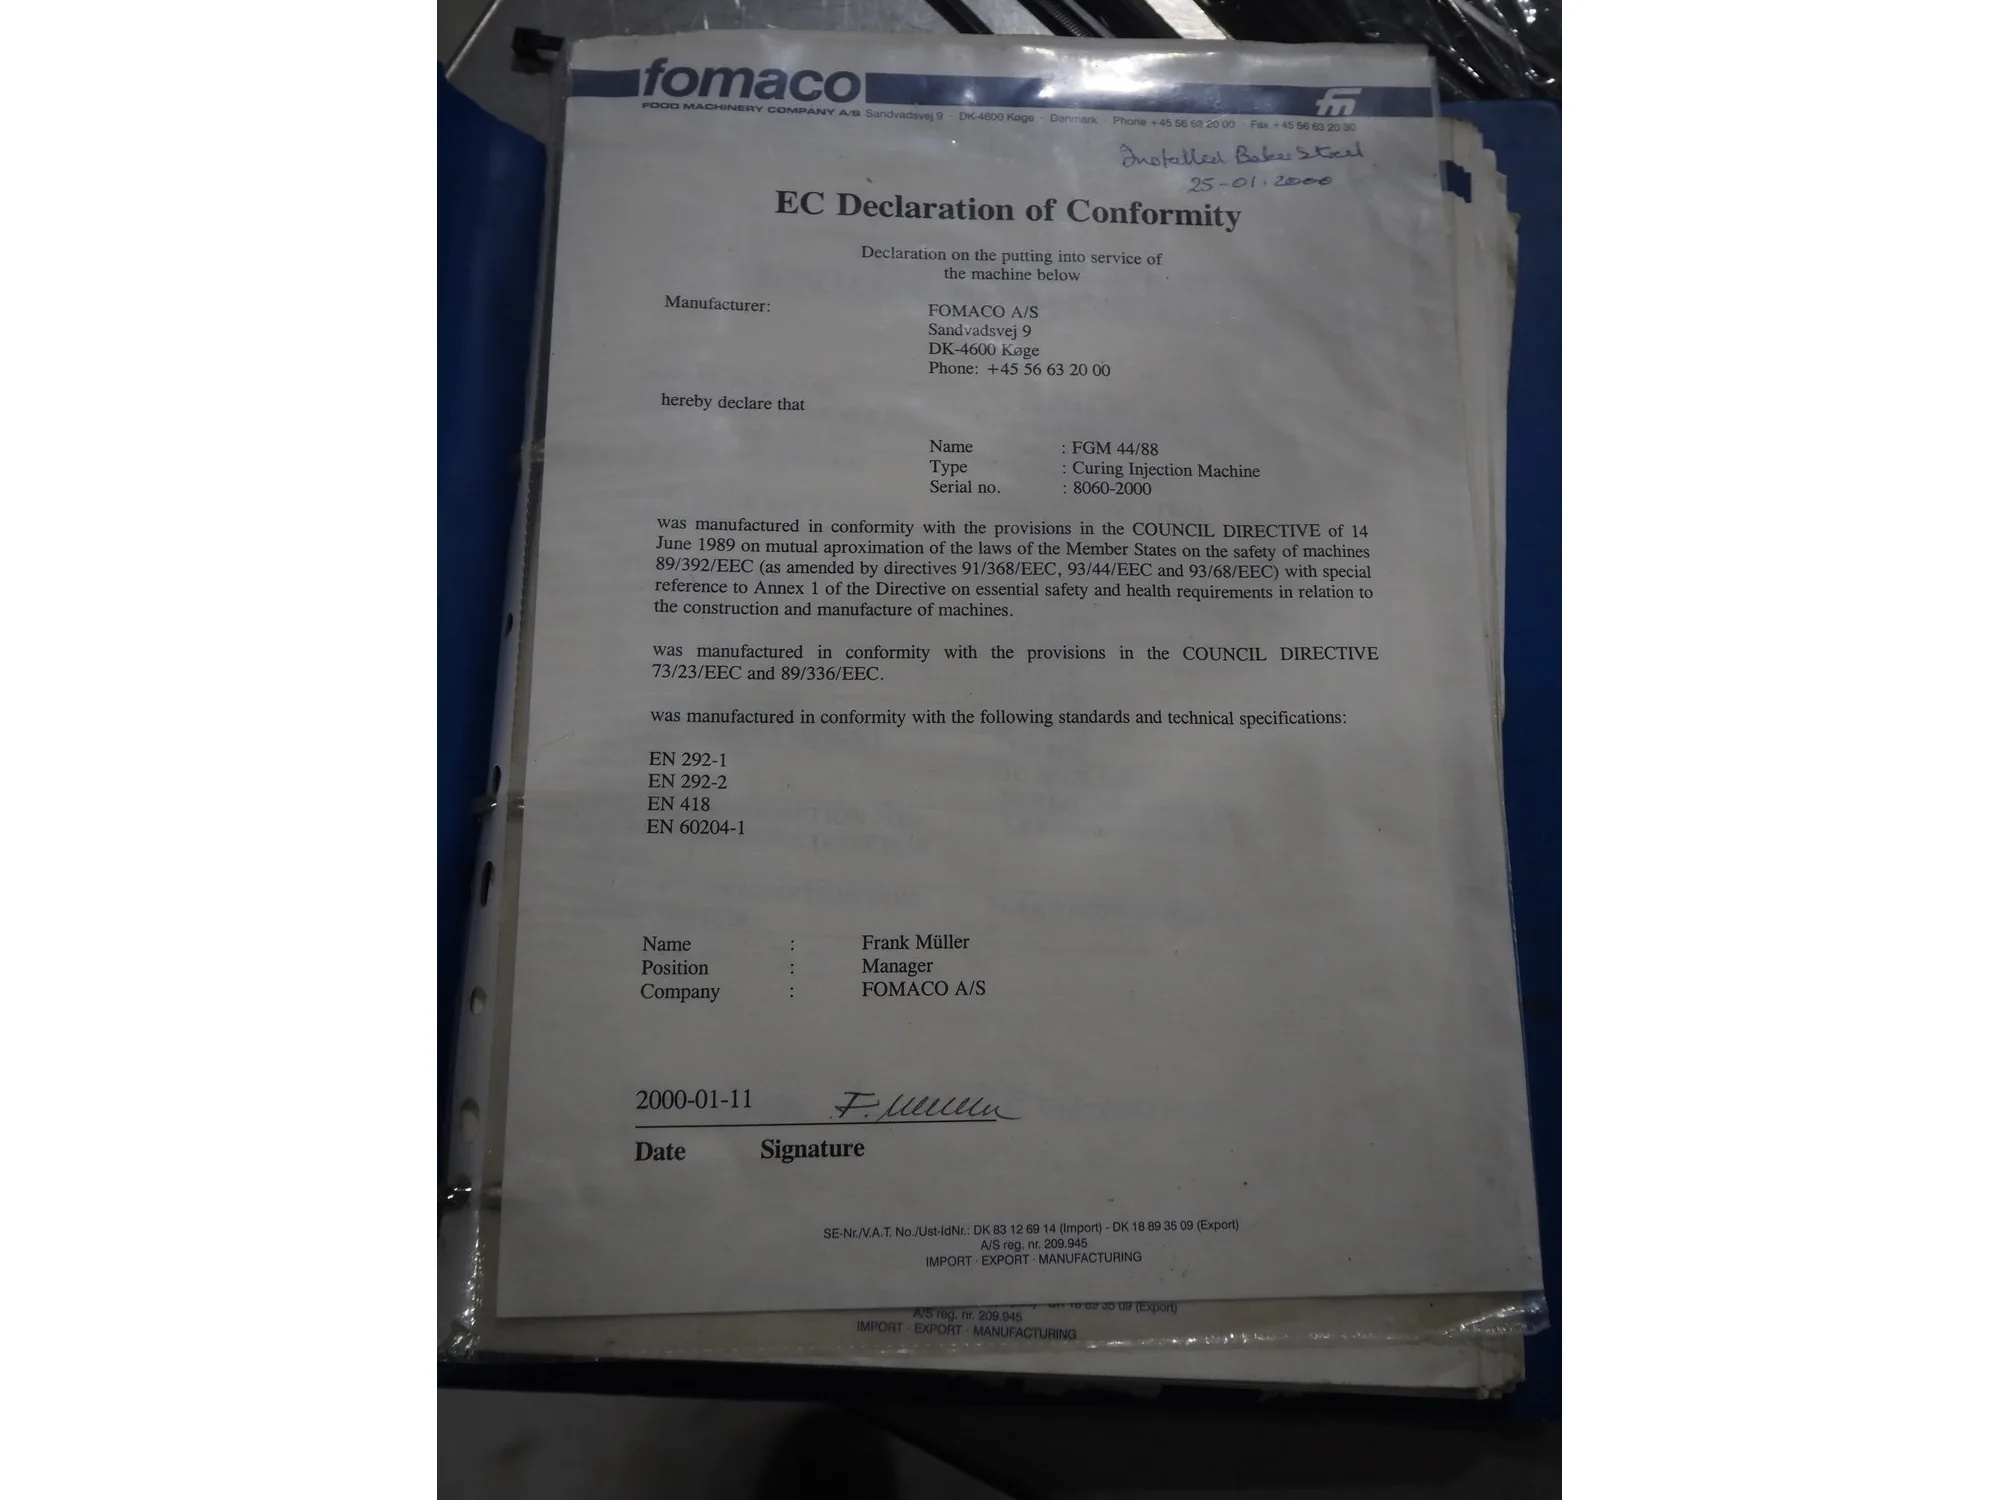 fomaco
fm
FOOD MACHINERY COMPANY A/S Sandvadsvej 9 · DK-4600 Køge · Denmark · Phone +45 56 63 20 00 · Fax +45 56 63 20 30
Installed Baker Street
25-01-2000
EC Declaration of Conformity
Declaration on the putting into service of
the machine below
Manufacturer:
FOMACO A/S
Sandvadsvej 9
DK-4600 Køge
Phone: +45 56 63 20 00
hereby declare that
Name : FGM 44/88
Type : Curing Injection Machine
Serial no. : 8060-2000
was manufactured in conformity with the provisions in the COUNCIL DIRECTIVE of 14
June 1989 on mutual aproximation of the laws of the Member States on the safety of machines
89/392/EEC (as amended by directives 91/368/EEC, 93/44/EEC and 93/68/EEC) with special
reference to Annex 1 of the Directive on essential safety and health requirements in relation to
the construction and manufacture of machines.
was manufactured in conformity with the provisions in the COUNCIL DIRECTIVE
73/23/EEC and 89/336/EEC.
was manufactured in conformity with the following standards and technical specifications:
EN 292-1
EN 292-2
EN 418
EN 60204-1
Name : Frank Müller
Position : Manager
Company : FOMACO A/S
2000-01-11
Date Signature
SE-Nr./V.A.T. No./Ust-IdNr.: DK 83 12 69 14 (Import) - DK 18 89 35 09 (Export)
A/S reg. nr. 209.945
IMPORT · EXPORT · MANUFACTURING
35 09 (Export)
A/S reg. nr. 209.945
IMPORT · EXPORT · MANUFACTURING